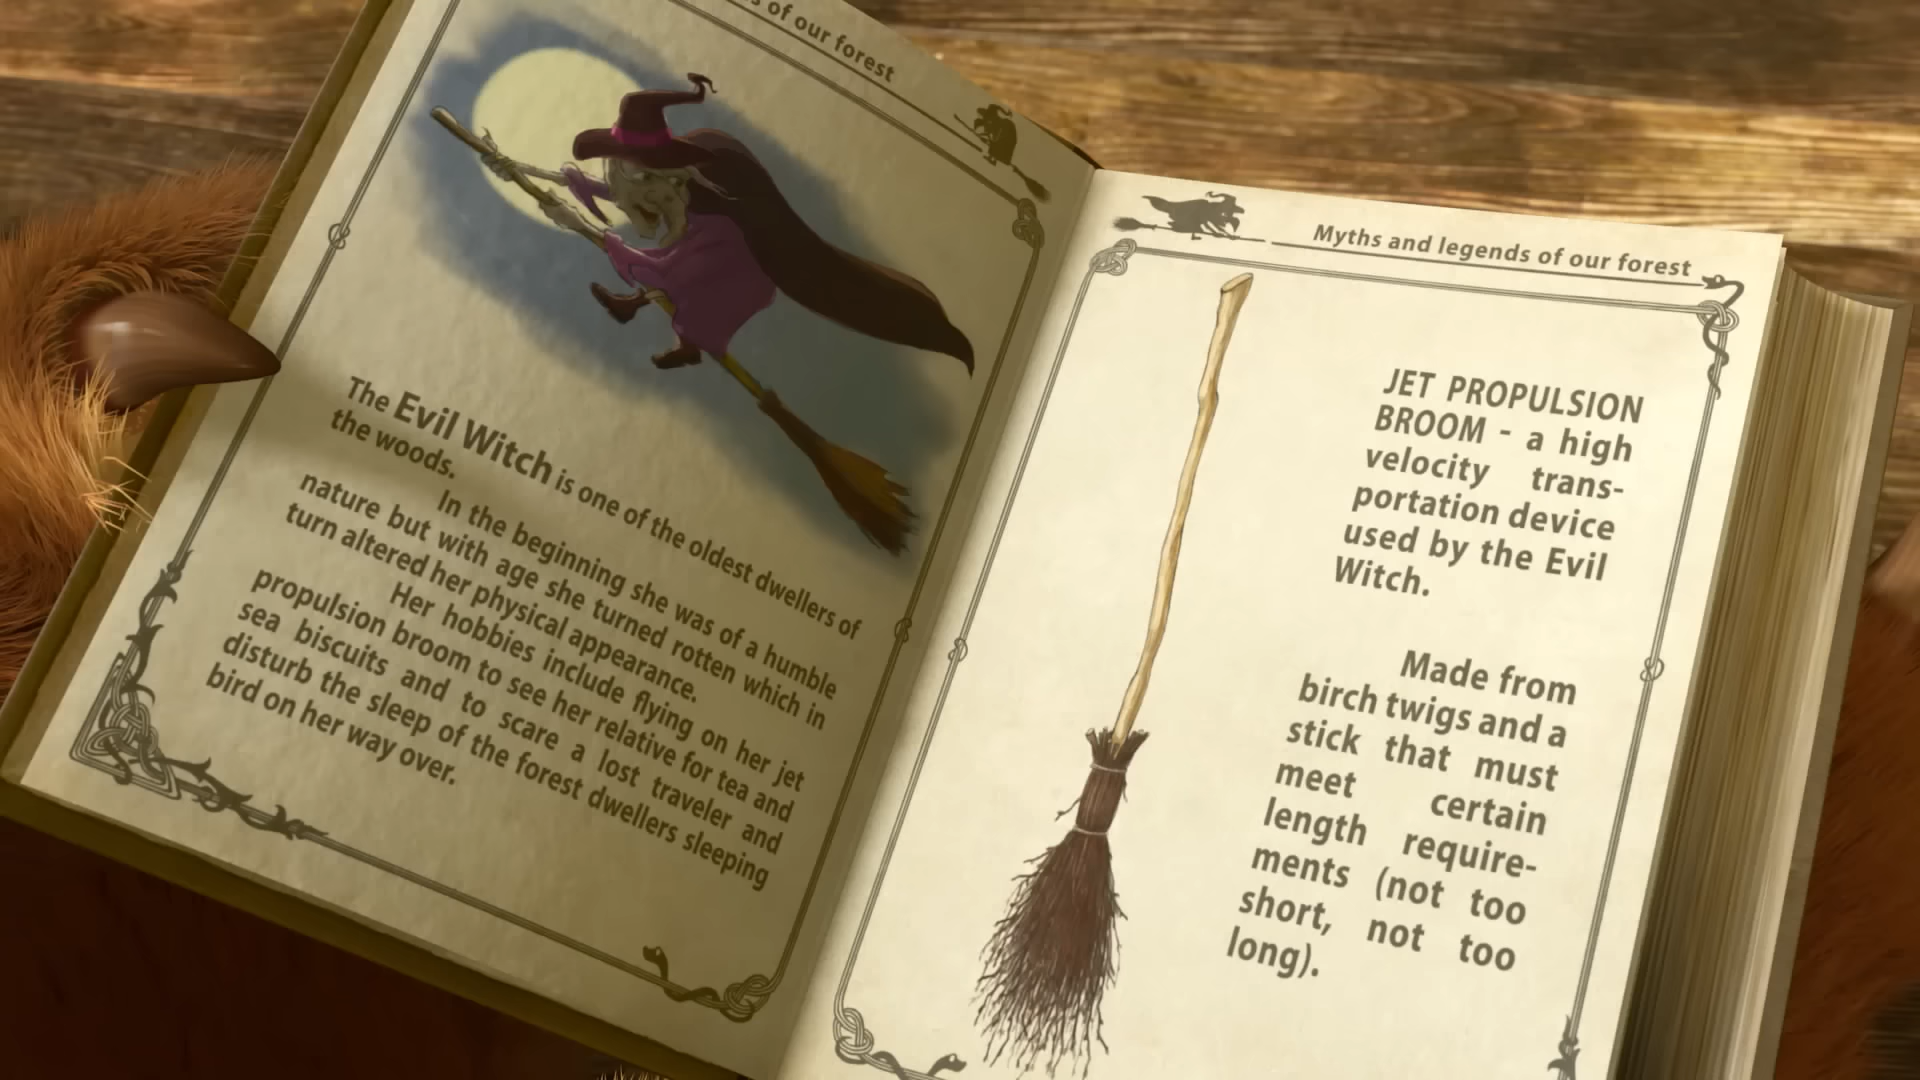 s of our forest
The Evil Witch is one of the oldest dwellers of
the woods.
In the beginning she was of a humble
nature but with age she turned rotten which in
turn altered her physical appearance.
Her hobbies include flying on her jet
propulsion broom to see her relative for tea and
sea biscuits and to scare a lost traveler and
disturb the sleep of the forest dwellers sleeping
bird on her way over.
Myths and legends of our forest
JET PROPULSION
BROOM - a high
velocity trans-
portation device
used by the Evil
Witch.
Made from
birch twigs and a
stick that must
meet certain
length require-
ments (not too
short, not too
long).